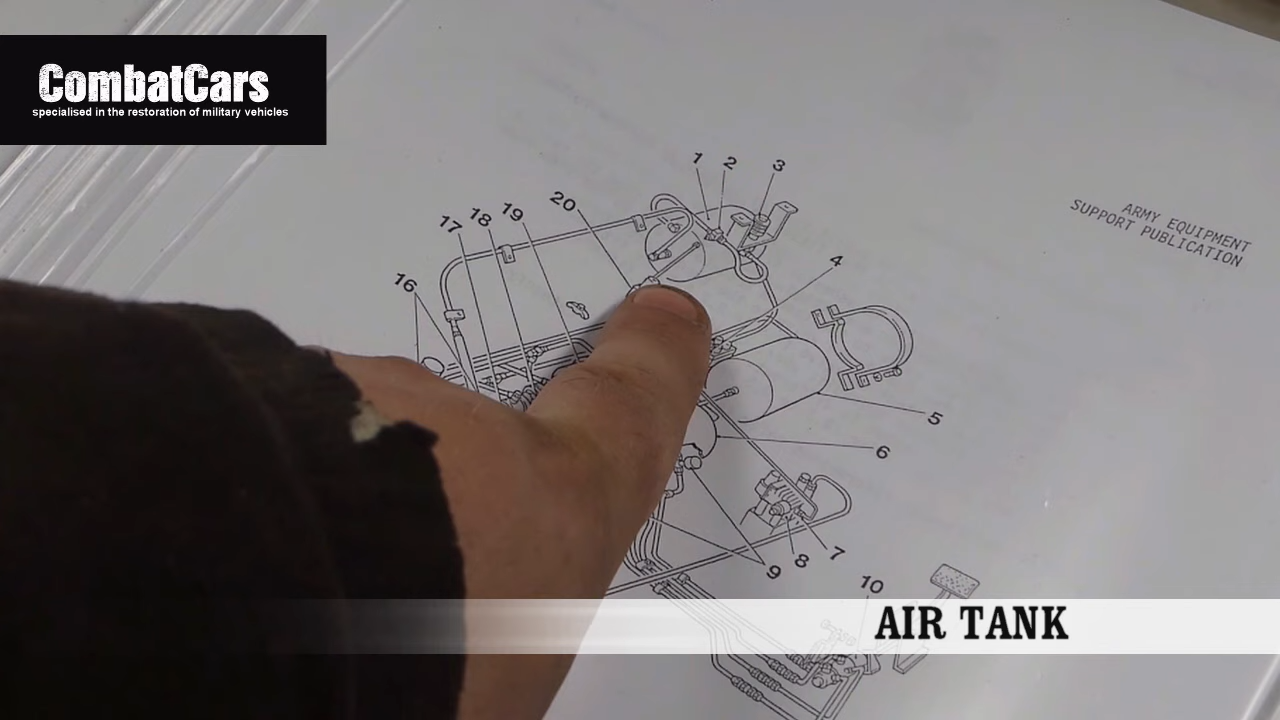 CombatCars
specialised in the restoration of military vehicles
ARMY EQUIPMENT
SUPPORT PUBLICATION
1 2 3
20
17 18 19
4
16
5
6
7
8
9
10
AIR TANK